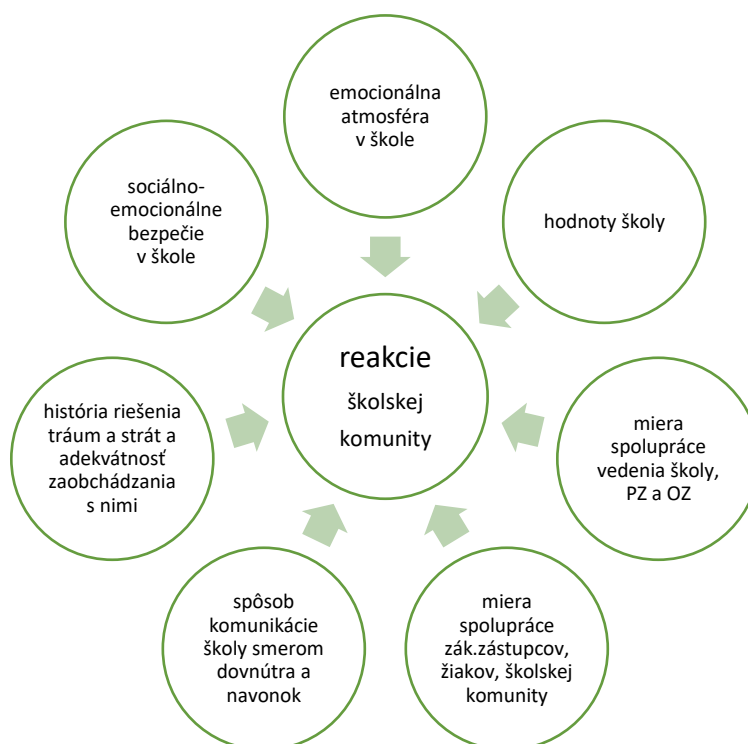 emocionálna
atmosféra
v škole
hodnoty školy
miera
spolupráce
vedenia školy,
PZ a OZ
miera
spolupráce
zák.zástupcov,
žiakov, školskej
komunity
spôsob
komunikácie
školy smerom
dovnútra a
navonok
história riešenia
tráum a strát a
adekvátnosť
zaobchádzania
s nimi
sociálno-
emocionálne
bezpečie
v škole
reakcie
školskej
komunity